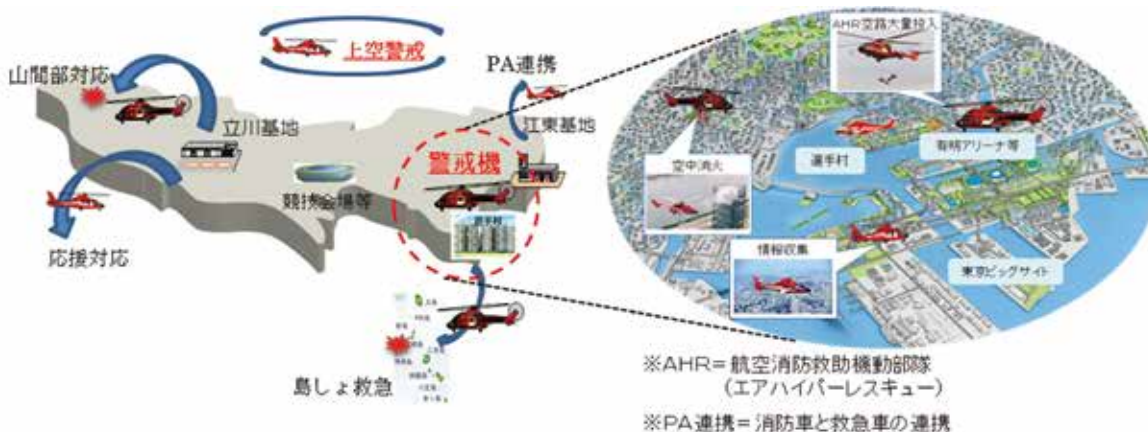 上空警戒
山間部対応
PA連携
立川基地
江東基地
警戒機
競技会場等
選手村
応援対応
島しょ救急
AHR空路大量投入
選手村
有明アリーナ等
空中消火
情報収集
東京ビッグサイト
※AHR=航空消防救助機動部隊
(エアハイパーレスキュー)
※PA連携=消防車と救急車の連携